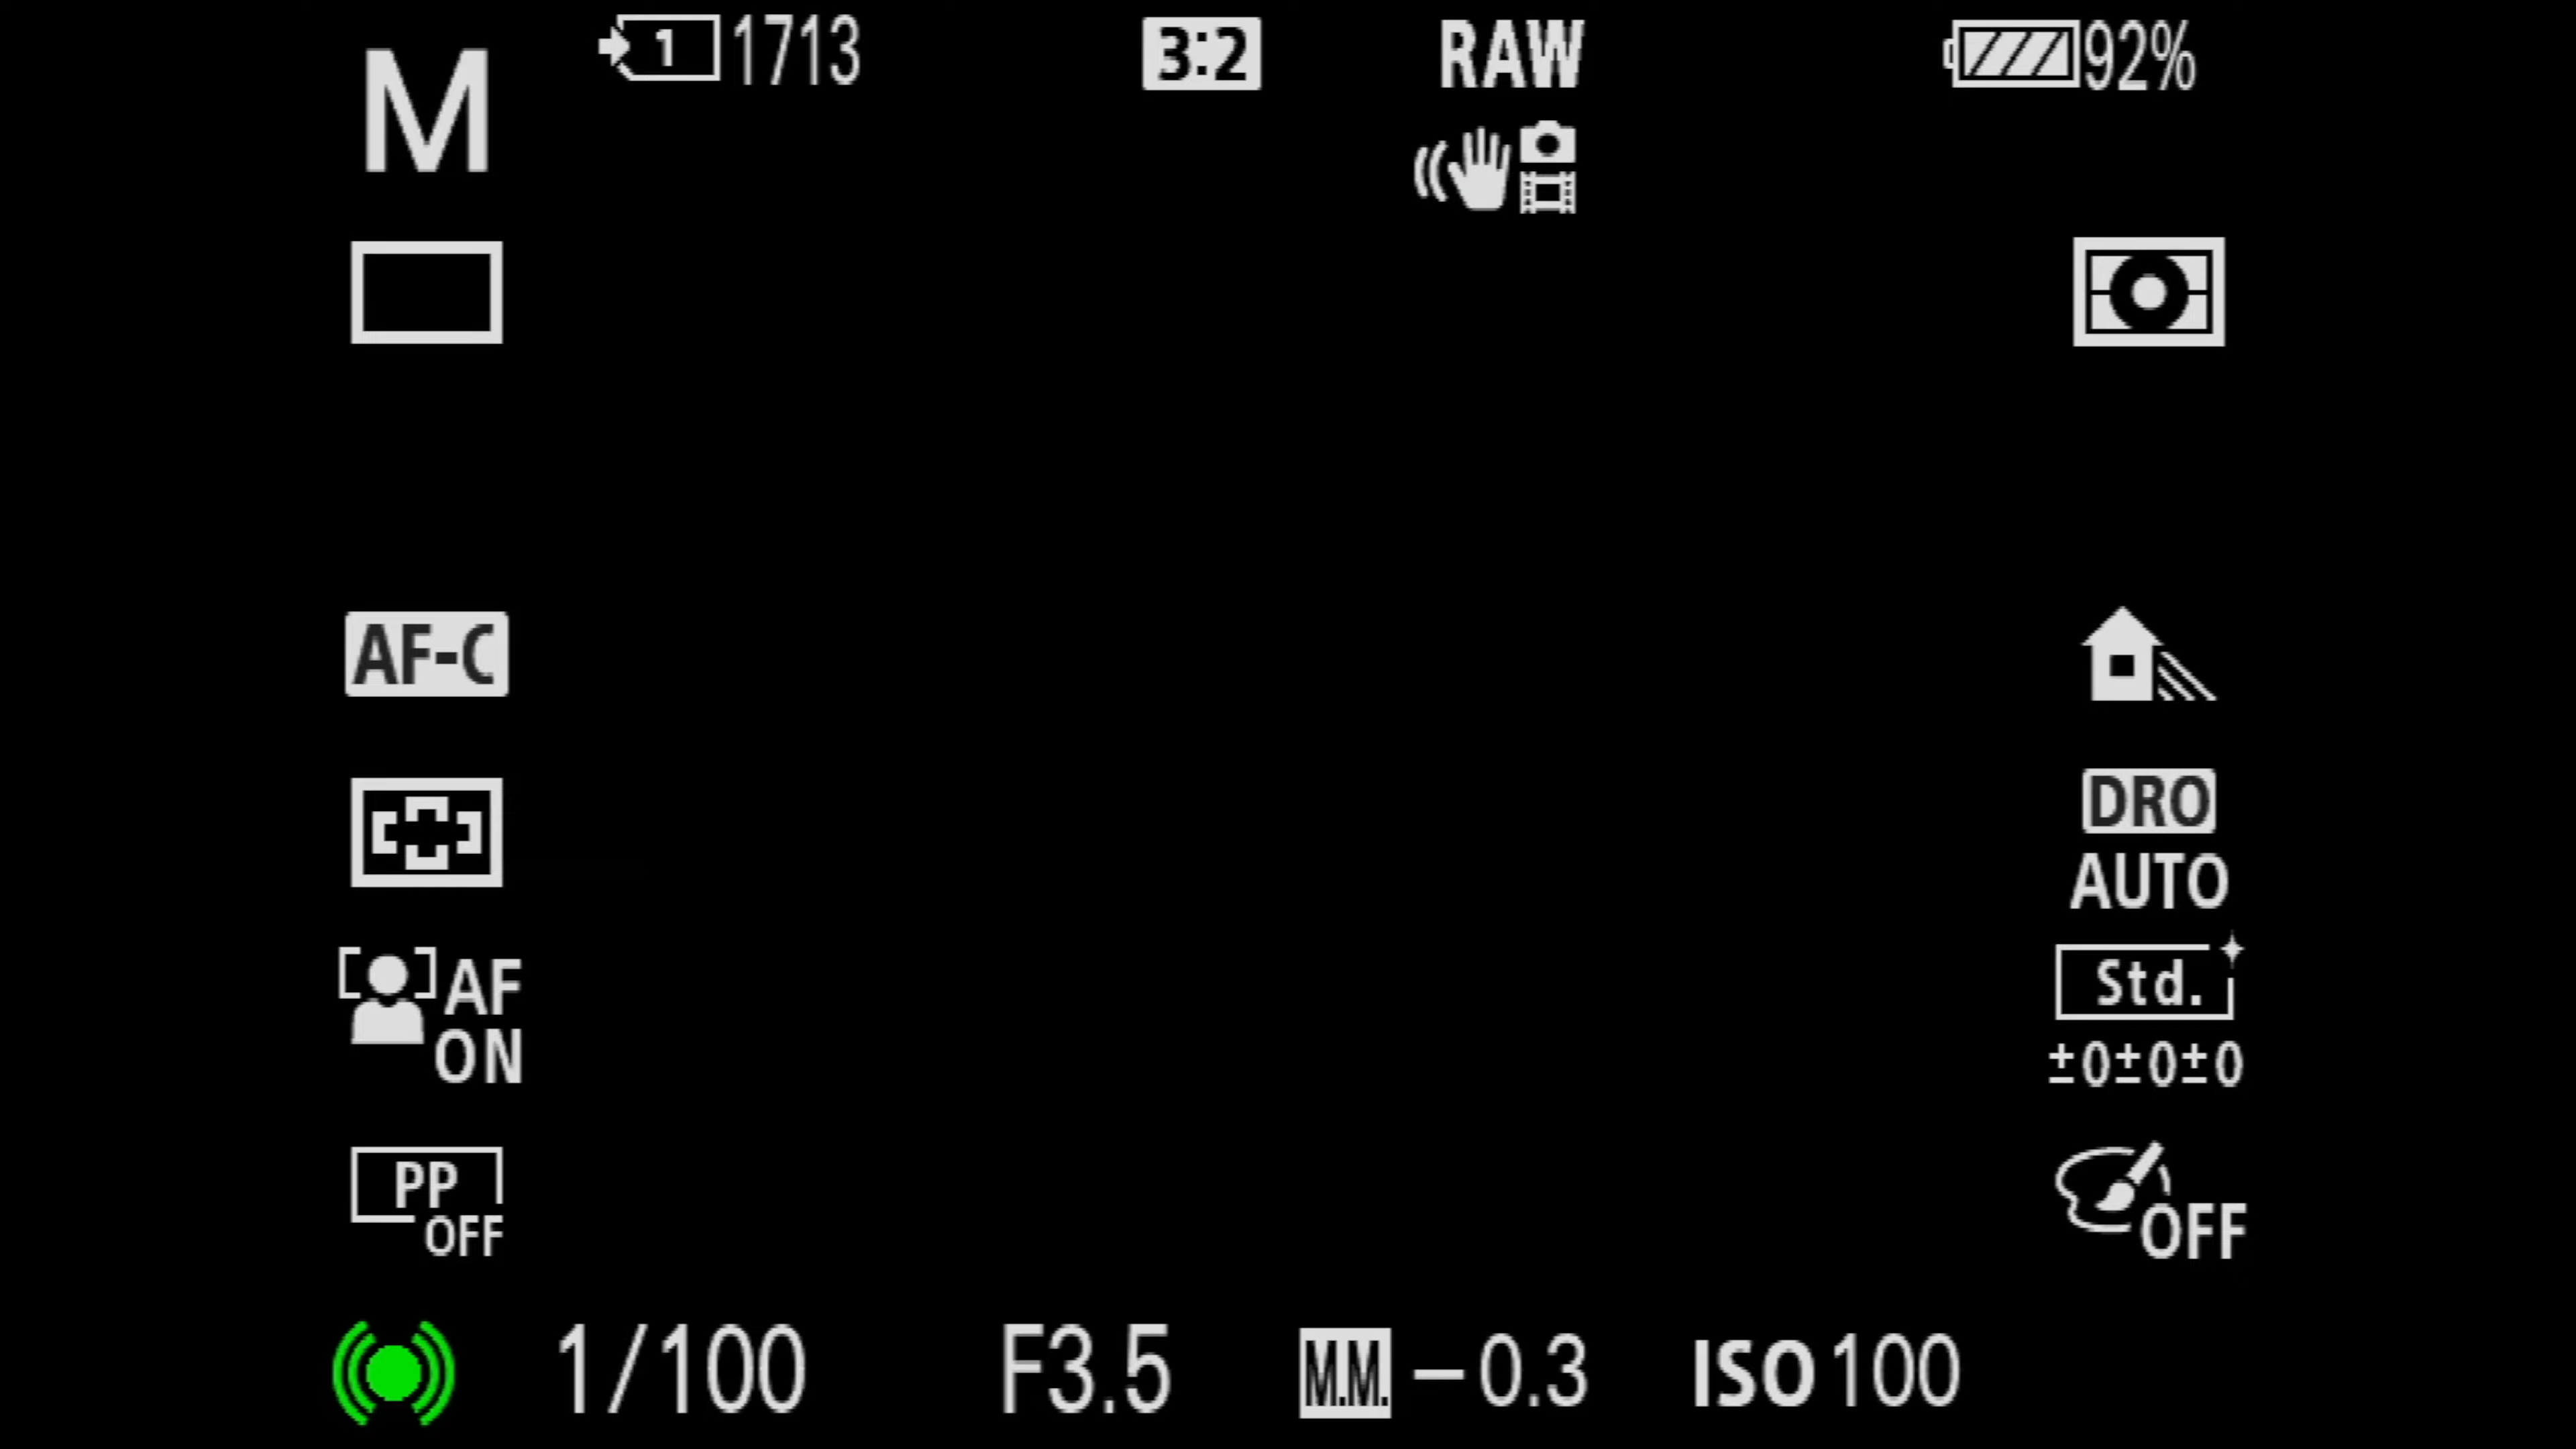 M 1 1713 3:2 RAW 92%
AF-C
DRO
AUTO
AF
ON
Std.
±0±0±0
PP
OFF
OFF
1/100 F3.5 M.M. −0.3 ISO 100